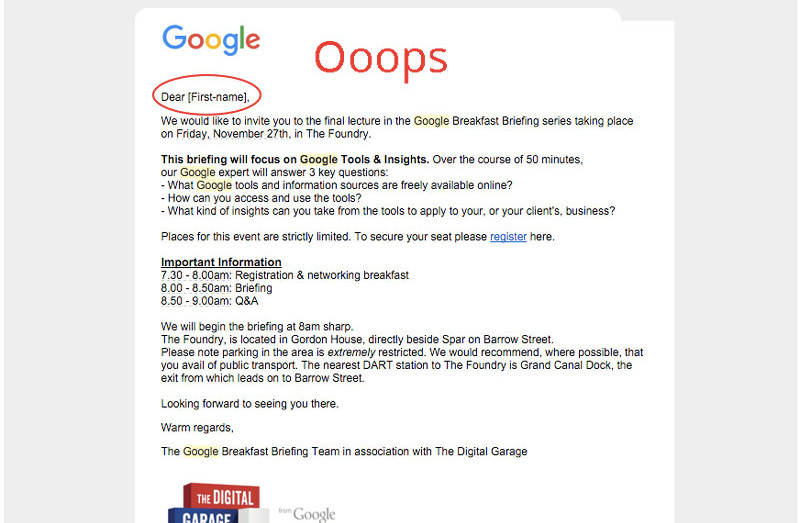 Google
Ooops
Dear [First-name],
We would like to invite you to the final lecture in the Google Breakfast Briefing series taking place
on Friday, November 27th, in The Foundry.
This briefing will focus on Google Tools & Insights. Over the course of 50 minutes,
our Google expert will answer 3 key questions:
- What Google tools and information sources are freely available online?
- How can you access and use the tools?
- What kind of insights can you take from the tools to apply to your, or your client's, business?
Places for this event are strictly limited. To secure your seat please register here.
Important Information
7.30 - 8.00am: Registration & networking breakfast
8.00 - 8.50am: Briefing
8.50 - 9.00am: Q&A
We will begin the briefing at 8am sharp.
The Foundry, is located in Gordon House, directly beside Spar on Barrow Street.
Please note parking in the area is extremely restricted. We would recommend, where possible, that
you avail of public transport. The nearest DART station to The Foundry is Grand Canal Dock, the
exit from which leads on to Barrow Street.
Looking forward to seeing you there.
Warm regards,
The Google Breakfast Briefing Team in association with The Digital Garage
THE DIGITAL
GARAGE
from Google